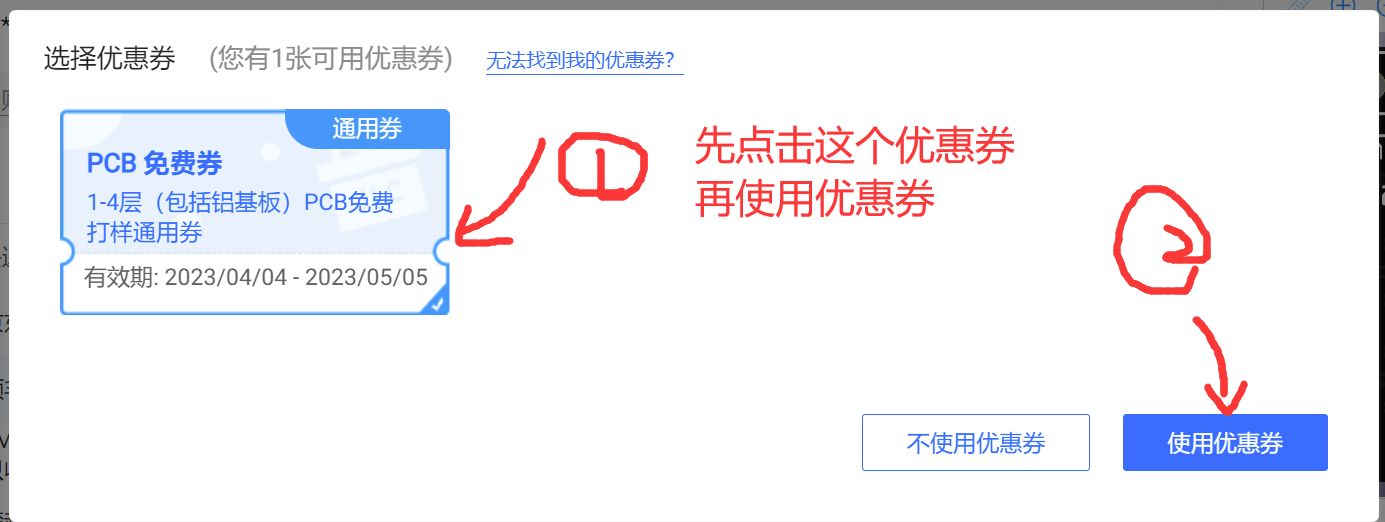 选择优惠券 (您有1张可用优惠券) 无法找到我的优惠券？
通用券
PCB 免费券
1-4层（包括铝基板）PCB免费
打样通用券
有效期: 2023/04/04 - 2023/05/05
1
先点击这个优惠券
再使用优惠券
2
不使用优惠券 使用优惠券